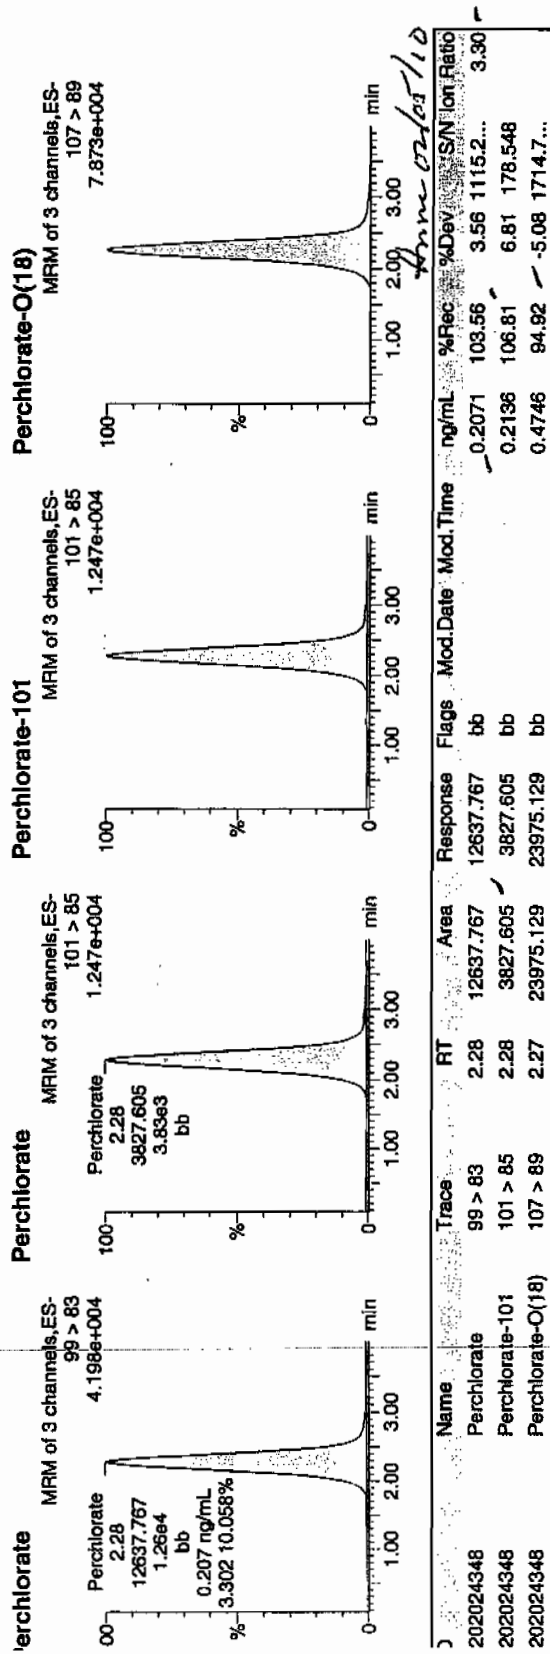 erchlorate
MRM of 3 channels,ES-
99 > 83
4.198e+004
Perchlorate
2.28
12637.767
1.26e4
bb
0.207 ng/mL
3.302 10.058%
00
%
0
1.00
2.00
3.00
min
Perchlorate
MRM of 3 channels,ES-
101 > 85
1.247e+004
Perchlorate
2.28
3827.605
3.83e3
bb
100
%
0
1.00
2.00
3.00
min
Perchlorate-101
MRM of 3 channels,ES-
101 > 85
1.247e+004
100
%
0
1.00
2.00
3.00
min
Perchlorate-O(18)
MRM of 3 channels,ES-
107 > 89
7.873e+004
100
%
0
1.00
2.00
3.00
min
Name Trace RT Area Response Flags Mod.Date Mod.Time ng/mL %Rec %Dev S/N Ion Ratio
202024348 Perchlorate 99 > 83 2.28 12637.767 12637.767 bb 0.2071 103.56 3.56 1115.2... 3.30
202024348 Perchlorate-101 101 > 85 2.28 3827.605 3827.605 bb 0.2136 106.81 6.81 178.548
202024348 Perchlorate-O(18) 107 > 89 2.27 23975.129 23975.129 bb 0.4746 94.92 -5.08 1714.7...